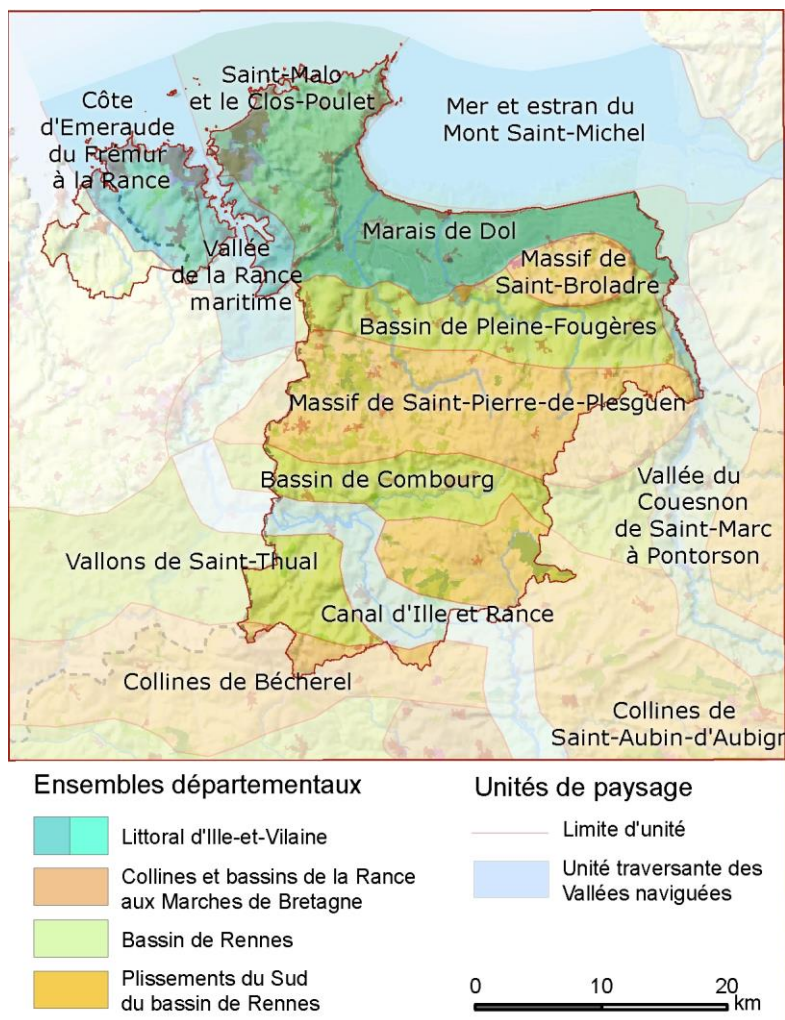 Saint-Malo
et le Clos-Poulet
Côte
d'Emeraude
du Frémur
à la Rance
Mer et estran du
Mont Saint-Michel
Vallée
de la Rance
maritime
Marais de Dol
Massif de
Saint-Broladre
Bassin de Pleine-Fougères
Massif de Saint-Pierre-de-Plesguen
Bassin de Combourg
Vallée du
Couesnon
de Saint-Marc
à Pontorson
Vallons de Saint-Thual
Canal d'Ille et Rance
Collines de Bécherel
Collines de
Saint-Aubin-d'Aubign
Ensembles départementaux
Littoral d'Ille-et-Vilaine
Collines et bassins de la Rance
aux Marches de Bretagne
Bassin de Rennes
Plissements du Sud
du bassin de Rennes
Unités de paysage
Limite d'unité
Unité traversante des
Vallées naviguées
0 10 20
km